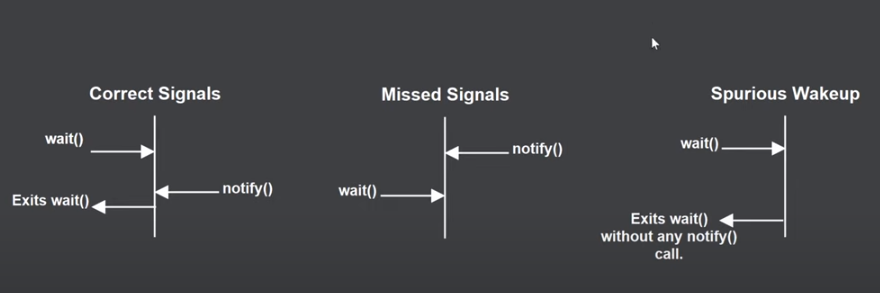 Correct Signals
wait()
notify()
Exits wait()
Missed Signals
notify()
wait()
Spurious Wakeup
wait()
Exits wait()
without any notify()
call.